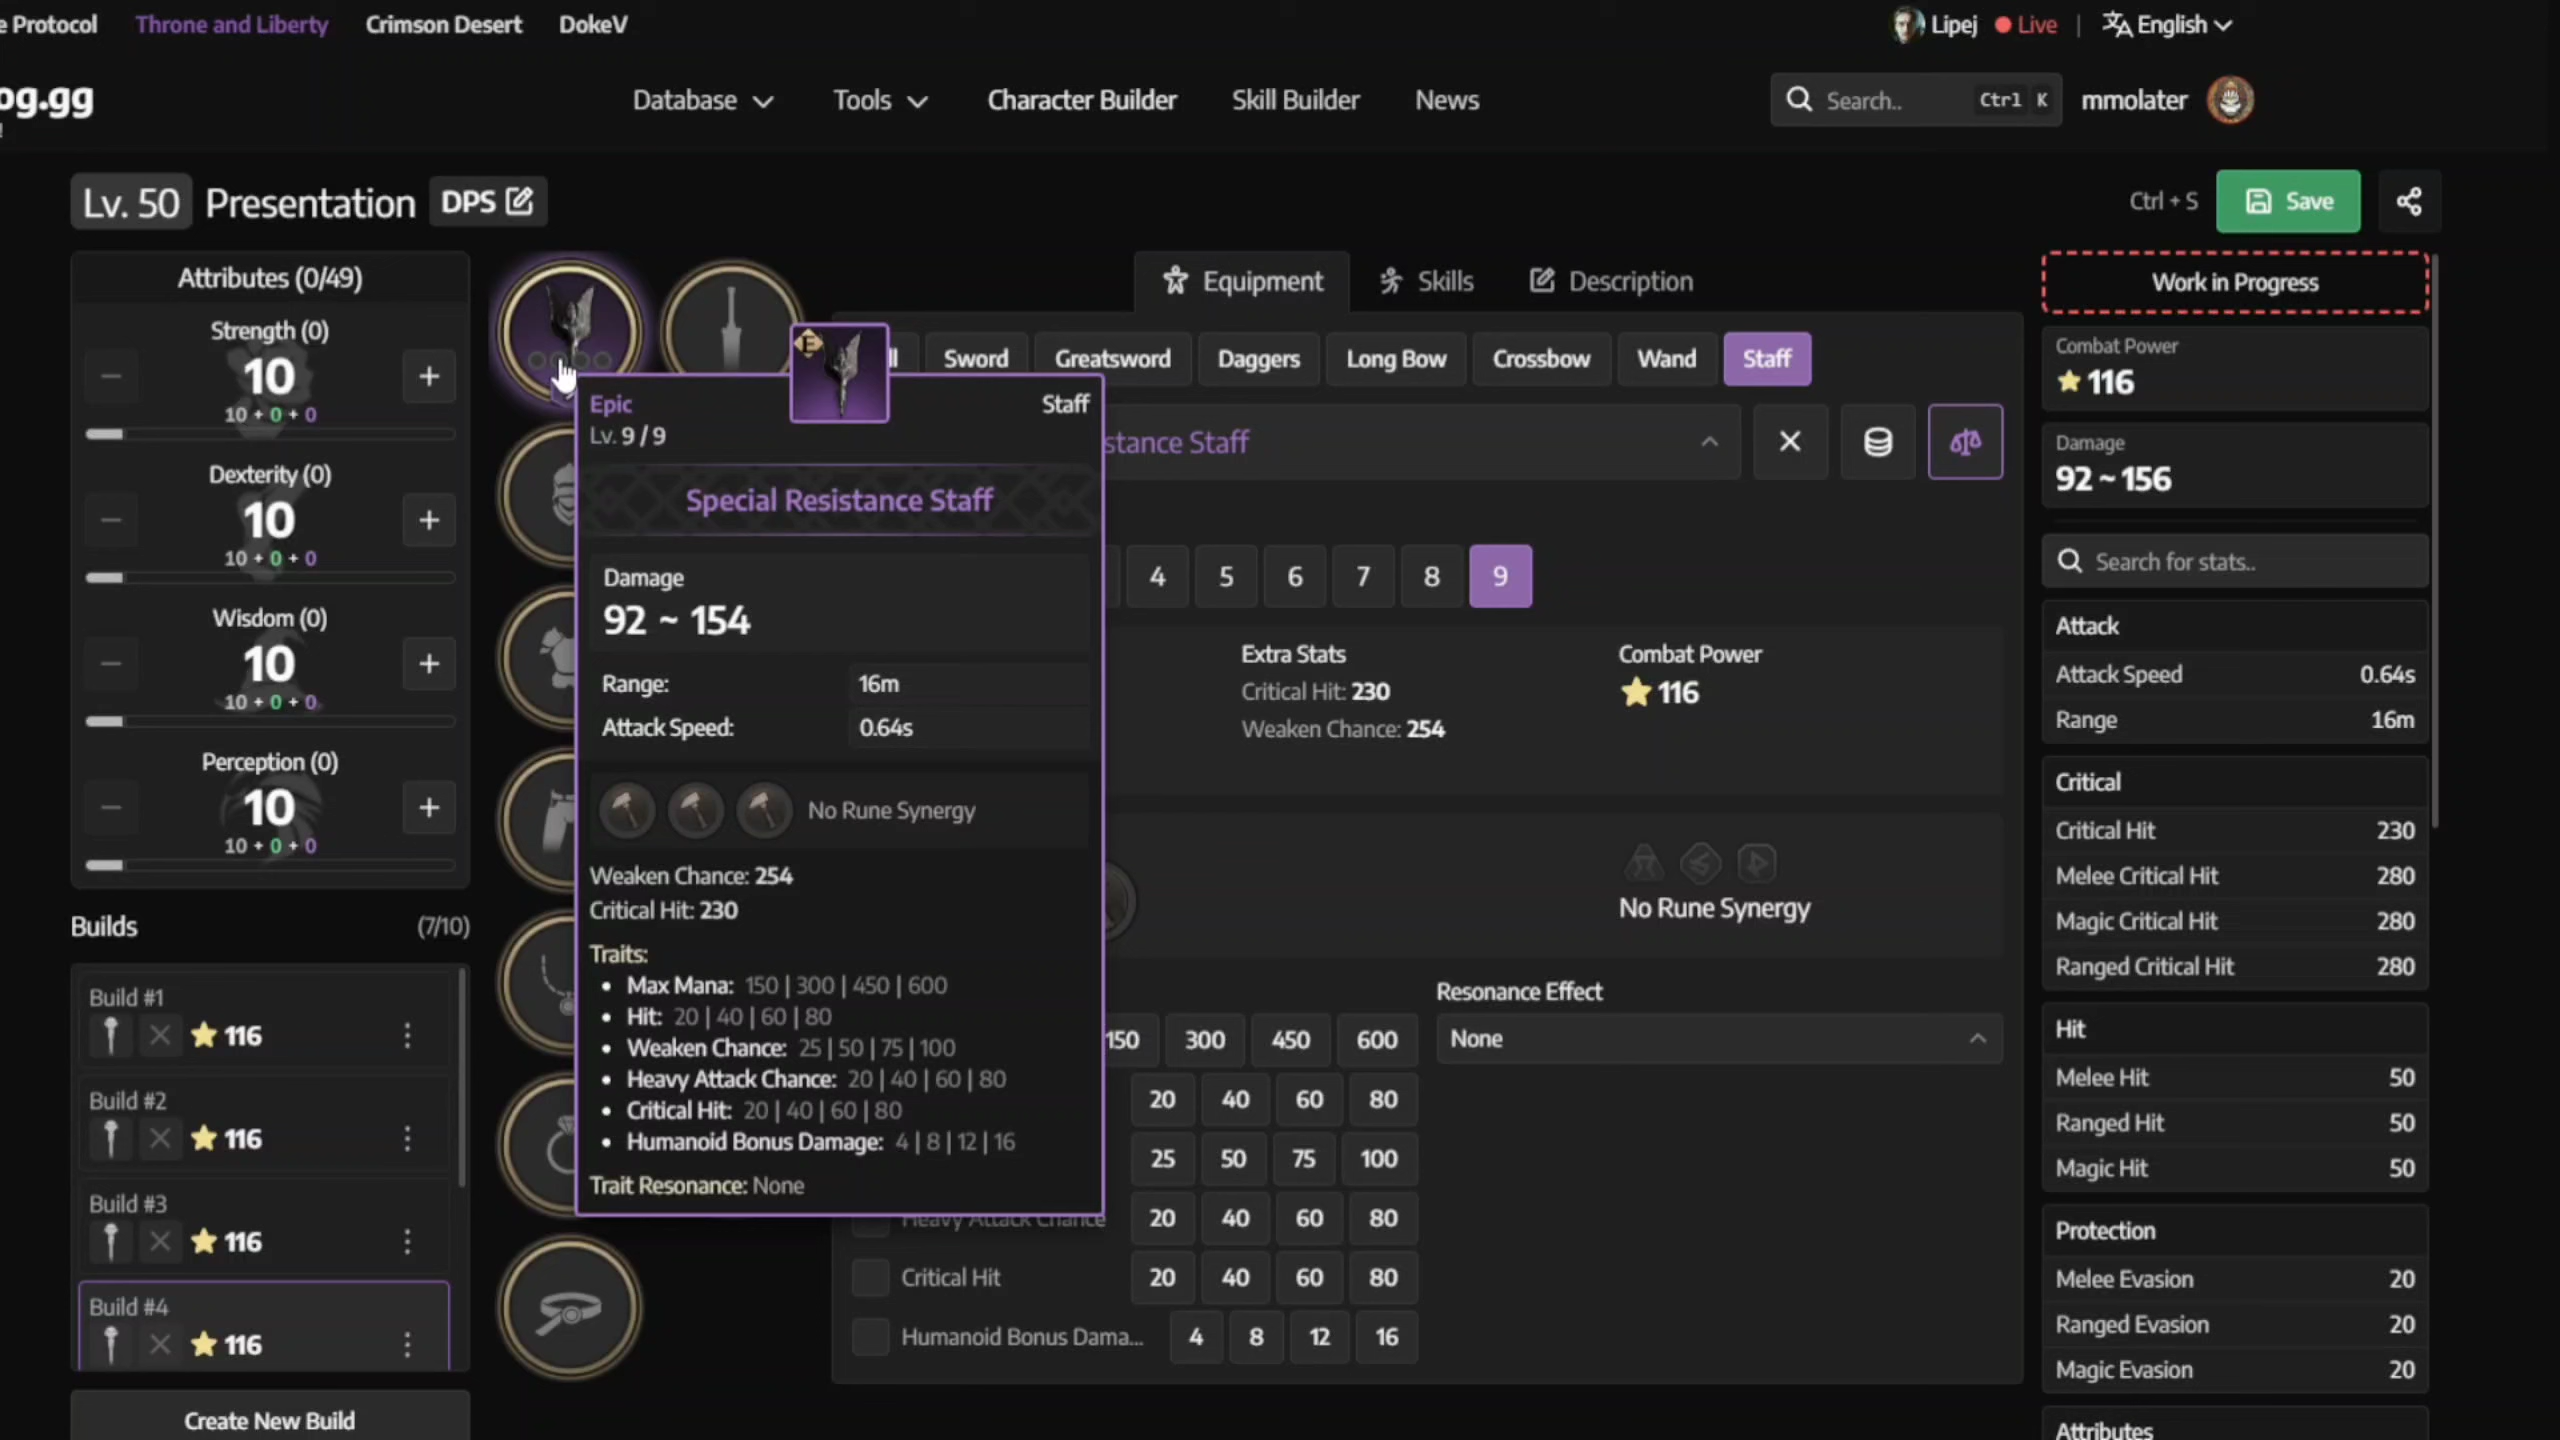 e Protocol
Throne and Liberty
Crimson Desert
DokeV
Lipej
Live
English
og.gg
Database
Tools
Character Builder
Skill Builder
News
Search..
Ctrl K
mmolater
Lv. 50
Presentation
DPS
Ctrl + S
Save
Attributes (0/49)
Strength (0)
10
10 + 0 + 0
Dexterity (0)
10
10 + 0 + 0
Wisdom (0)
10
10 + 0 + 0
Perception (0)
10
10 + 0 + 0
Builds
(7/10)
Build #1
116
Build #2
116
Build #3
116
Build #4
116
Create New Build
E
Epic
Staff
Lv. 9 / 9
Special Resistance Staff
Damage
92 ~ 154
Range: 16m
Attack Speed: 0.64s
No Rune Synergy
Weaken Chance: 254
Critical Hit: 230
Traits:
• Max Mana: 150 | 300 | 450 | 600
• Hit: 20 | 40 | 60 | 80
• Weaken Chance: 25 | 50 | 75 | 100
• Heavy Attack Chance: 20 | 40 | 60 | 80
• Critical Hit: 20 | 40 | 60 | 80
• Humanoid Bonus Damage: 4 | 8 | 12 | 16
Trait Resonance: None
Equipment
Skills
Description
Sword
Greatsword
Daggers
Long Bow
Crossbow
Wand
Staff
stance Staff
4
5
6
7
8
9
Extra Stats
Critical Hit: 230
Weaken Chance: 254
Combat Power
116
No Rune Synergy
Resonance Effect
None
150 300 450 600
20 40 60 80
25 50 75 100
Heavy Attack Chance 20 40 60 80
Critical Hit 20 40 60 80
Humanoid Bonus Dama... 4 8 12 16
Work in Progress
Combat Power
116
Damage
92 ~ 156
Search for stats..
Attack
Attack Speed 0.64s
Range 16m
Critical
Critical Hit 230
Melee Critical Hit 280
Magic Critical Hit 280
Ranged Critical Hit 280
Hit
Melee Hit 50
Ranged Hit 50
Magic Hit 50
Protection
Melee Evasion 20
Ranged Evasion 20
Magic Evasion 20
Attributes